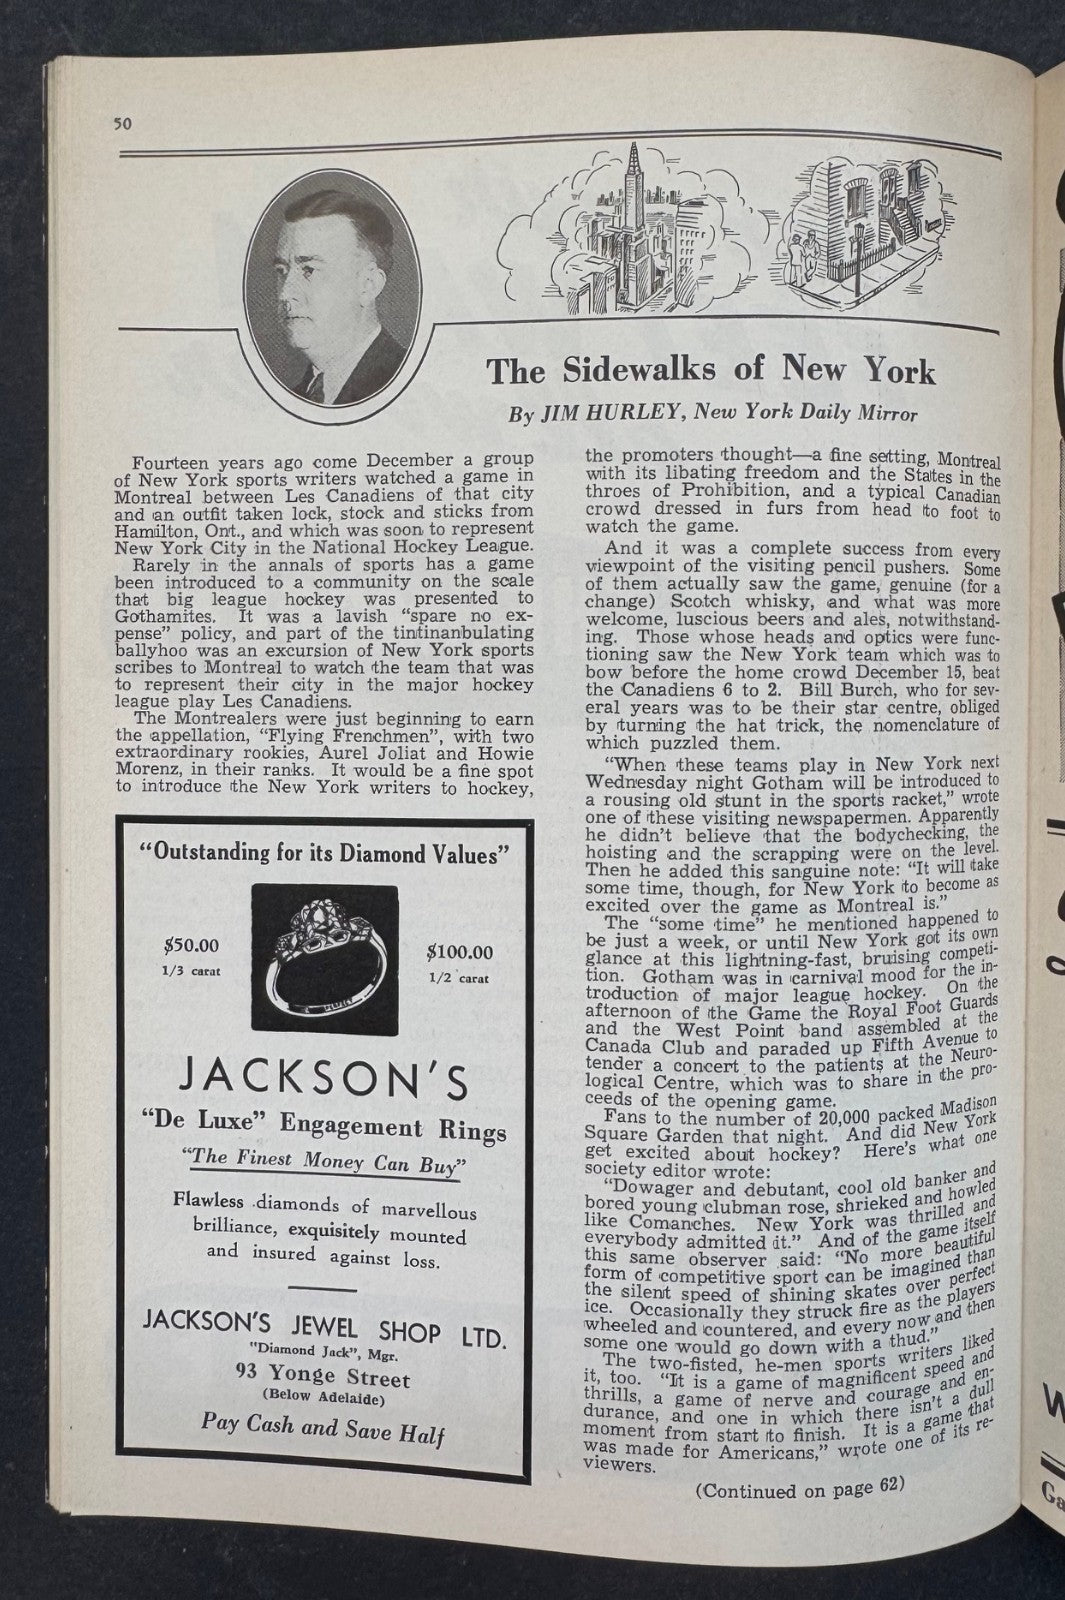 50
The Sidewalks of New York
By JIM HURLEY, New York Daily Mirror
Fourteen years ago come December a group
of New York sports writers watched a game in
Montreal between Les Canadiens of that city
and an outfit taken lock, stock and sticks from
Hamilton, Ont., and which was soon to represent
New York City in the National Hockey League.
Rarely in the annals of sports has a game
been introduced to a community on the scale
that big league hockey was presented to
Gothamites. It was a lavish "spare no ex-
pense" policy, and part of the tintinanbulating
ballyhoo was an excursion of New York sports
scribes to Montreal to watch the team that was
to represent their city in the major hockey
league play Les Canadiens.
The Montrealers were just beginning to earn
the appellation, "Flying Frenchmen", with two
extraordinary rookies, Aurel Joliat and Howie
Morenz, in their ranks. It would be a fine spot
to introduce the New York writers to hockey,
"Outstanding for its Diamond Values"
$50.00
1/3 carat
$100.00
1/2 carat
PERFECT
JACKSON'S
"De Luxe" Engagement Rings
"The Finest Money Can Buy"
Flawless diamonds of marvellous
brilliance, exquisitely mounted
and insured against loss.
JACKSON'S JEWEL SHOP LTD.
"Diamond Jack", Mgr.
93 Yonge Street
(Below Adelaide)
Pay Cash and Save Half
the promoters thought—a fine setting, Montreal
with its libating freedom and the States in the
throes of Prohibition, and a typical Canadian
crowd dressed in furs from head to foot to
watch the game.
And it was a complete success from every
viewpoint of the visiting pencil pushers. Some
of them actually saw the game, genuine (for a
change) Scotch whisky, and what was more
welcome, luscious beers and ales, notwithstand-
ing. Those whose heads and optics were func-
tioning saw the New York team which was to
bow before the home crowd December 15, beat
the Canadiens 6 to 2. Bill Burch, who for sev-
eral years was to be their star centre, obliged
by turning the hat trick, the nomenclature of
which puzzled them.
"When these teams play in New York next
Wednesday night Gotham will be introduced to
a rousing old stunt in the sports racket," wrote
one of these visiting newspapermen. Apparently
he didn't believe that the bodychecking, the
hoisting and the scrapping were on the level.
Then he added this sanguine note: "It will take
some time, though, for New York to become as
excited over the game as Montreal is."
The "some time" he mentioned happened to
be just a week, or until New York got its own
glance at this lightning-fast, bruising competi-
tion. Gotham was in carnival mood for the in-
troduction of major league hockey. On the
afternoon of the Game the Royal Foot Guards
and the West Point band assembled at the
Canada Club and paraded up Fifth Avenue to
tender a concert to the patients at the Neuro-
logical Centre, which was to share in the pro-
ceeds of the opening game.
Fans to the number of 20,000 packed Madison
Square Garden that night. And did New York
get excited about hockey? Here's what one
society editor wrote:
"Dowager and debutant, cool old banker and
bored young clubman rose, shrieked and howled
like Comanches. New York was thrilled and
everybody admitted it." And of the game itself
this same observer said: "No more beautiful
form of competitive sport can be imagined than
the silent speed of shining skates over perfect
ice. Occasionally they struck fire as the players
wheeled and countered, and every now and then
some one would go down with a thud."
The two-fisted, he-men sports writers liked
it, too. "It is a game of magnificent speed and
thrills, a game of nerve and courage and en-
durance, and one in which there isn't a dull
moment from start to finish. It is a game that
was made for Americans," wrote one of its re-
viewers.
(Continued on page 62)
W
Ga